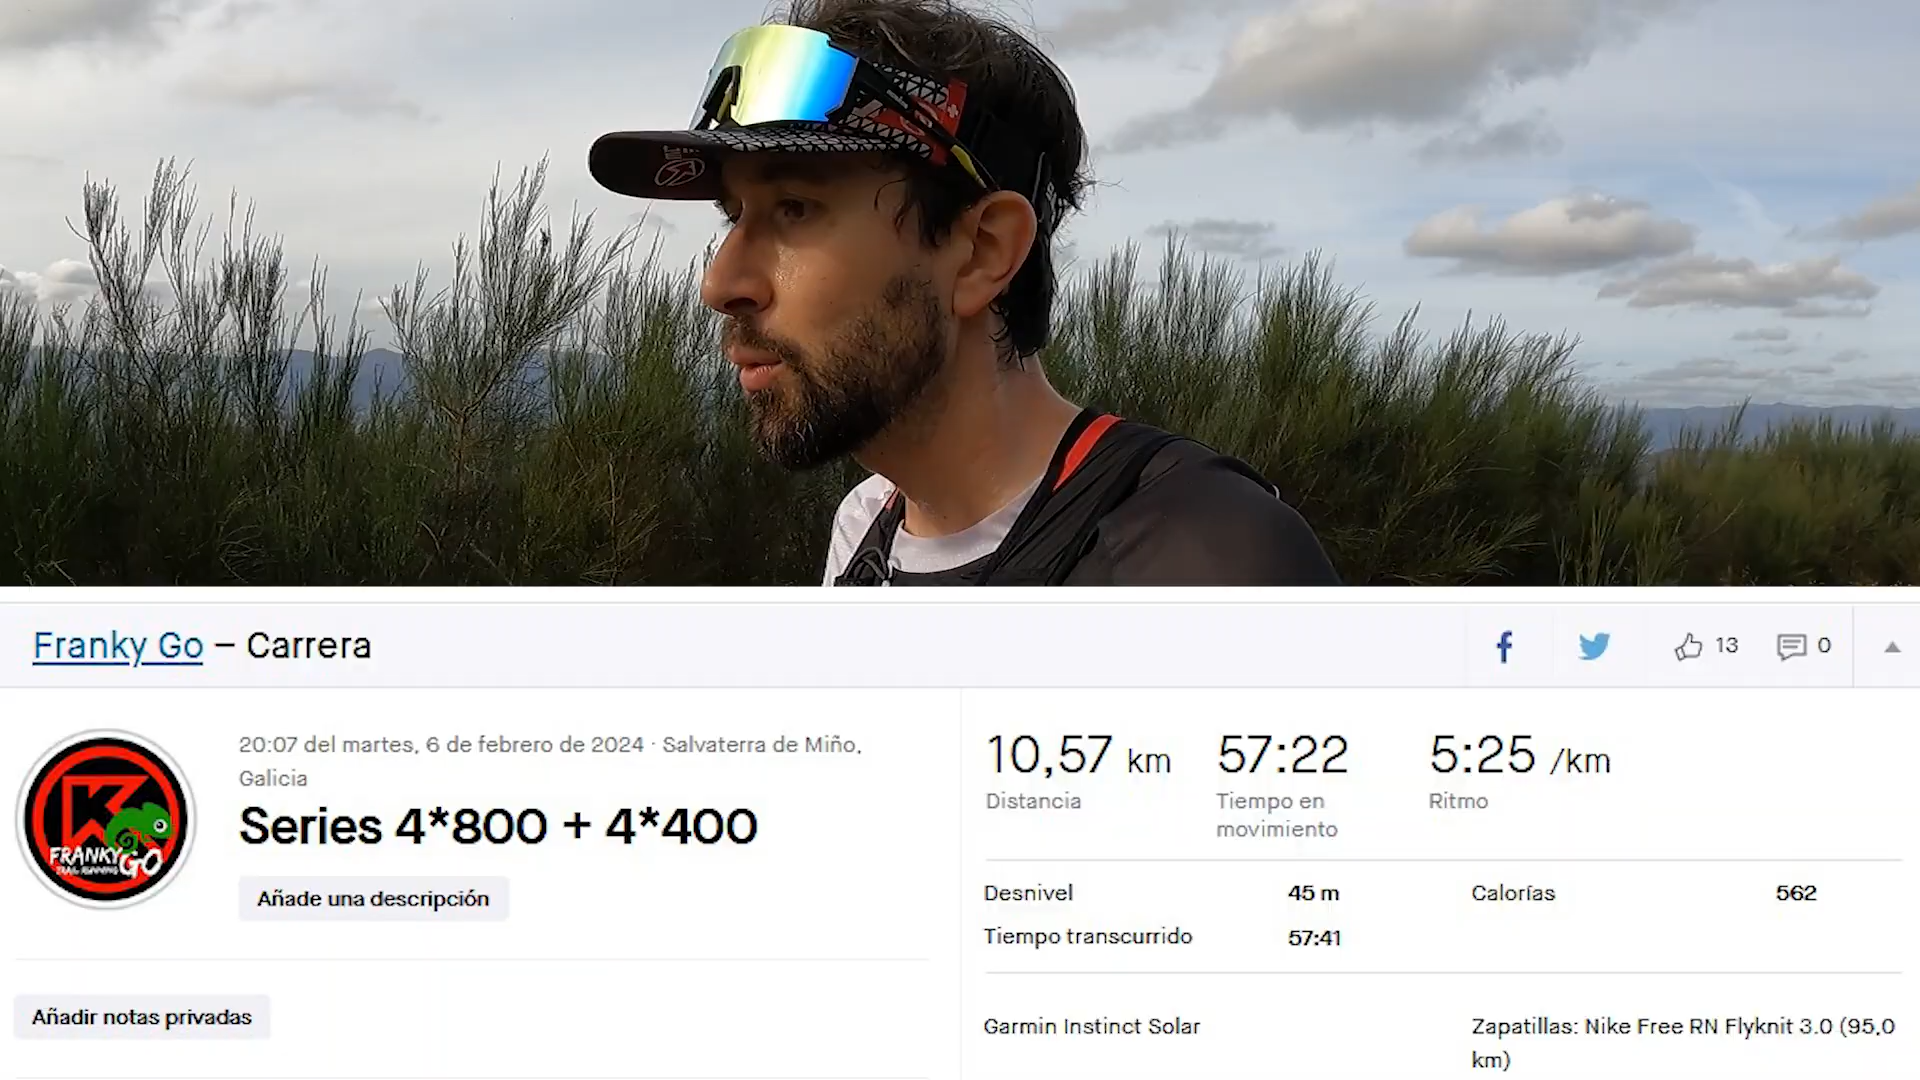 Franky Go – Carrera
13
0
20:07 del martes, 6 de febrero de 2024 · Salvaterra de Miño,
Galicia
Series 4*800 + 4*400
Añade una descripción
Añadir notas privadas
FRANKY
GO
TRAIL RUNNING
10,57 km
Distancia
57:22
Tiempo en
movimiento
5:25 /km
Ritmo
Desnivel
45 m
Calorías
562
Tiempo transcurrido
57:41
Garmin Instinct Solar
Zapatillas: Nike Free RN Flyknit 3.0 (95,0
km)